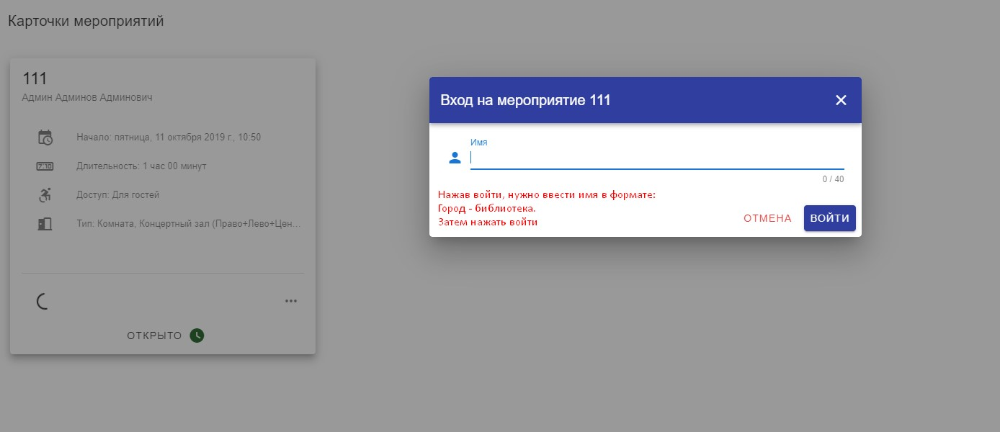 Карточки мероприятий
111
Админ Админов Админович
Начало: пятница, 11 октября 2019 г., 10:50
7:10
Длительность: 1 час 00 минут
Доступ: Для гостей
Тип: Комната, Концертный зал (Право+Лево+Цен...
ОТКРЫТО
Вход на мероприятие 111
Имя
0 / 40
Нажав войти, нужно ввести имя в формате:
Город - библиотека.
Затем нажать войти
ОТМЕНА
ВОЙТИ